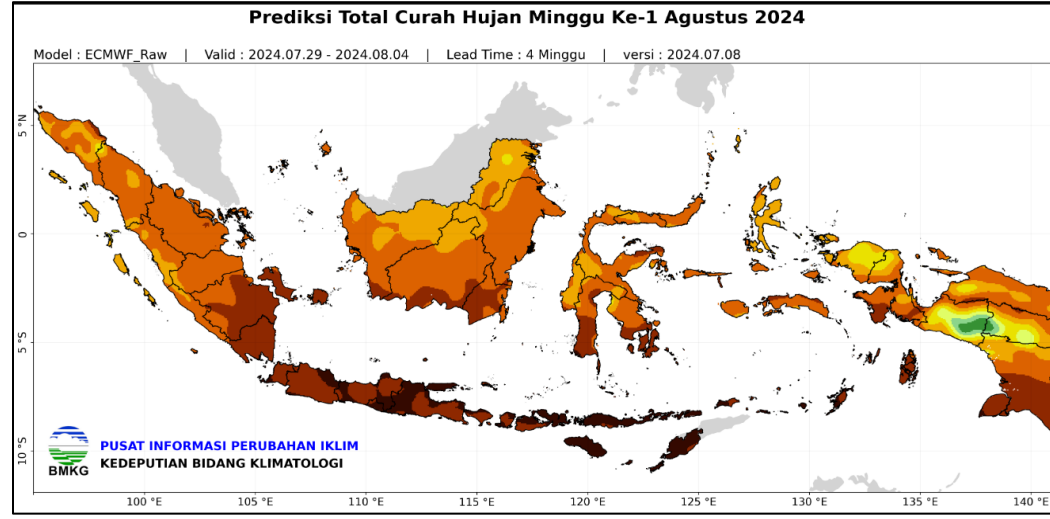 Prediksi Total Curah Hujan Minggu Ke-1 Agustus 2024
Model : ECMWF_Raw | Valid : 2024.07.29 - 2024.08.04 | Lead Time : 4 Minggu | versi : 2024.07.08
5 °N
0
5 °S
10 °S
BMKG
PUSAT INFORMASI PERUBAHAN IKLIM
KEDEPUTIAN BIDANG KLIMATOLOGI
100 °E 105 °E 110 °E 115 °E 120 °E 125 °E 130 °E 135 °E 140 °E